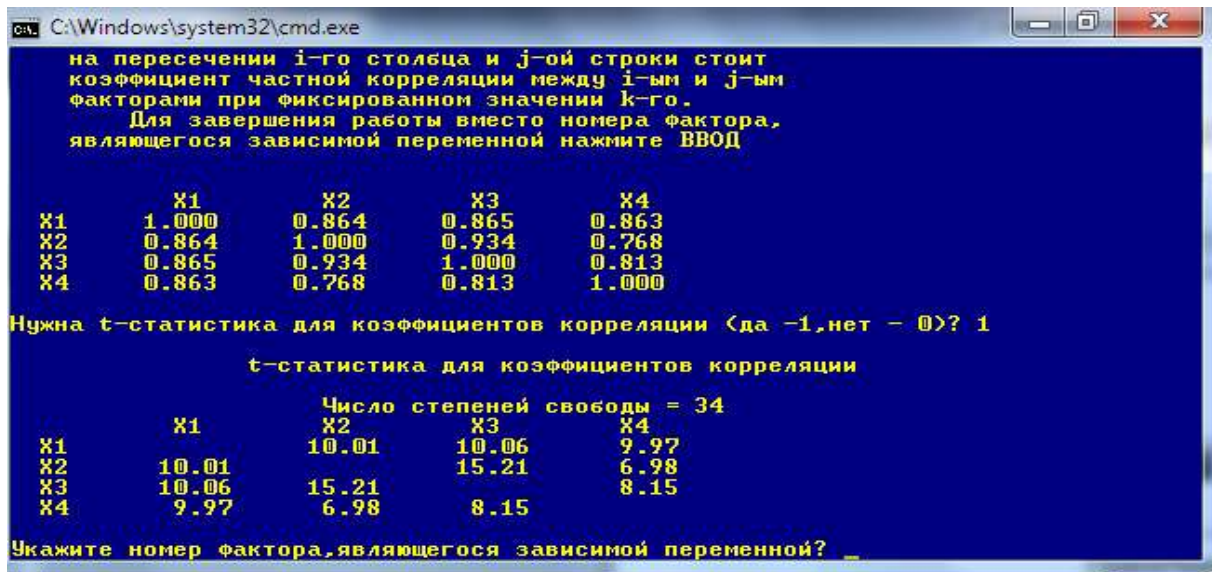 C:\Windows\system32\cmd.exe
на пересечении i-го столбца и j-ой строки стоит
коэффициент частной корреляции между i-ым и j-ым
факторами при фиксированном значении k-го.
Для завершения работы вместо номера фактора,
являющегося зависимой переменной нажмите ВВОД
X1 X2 X3 X4
X1 1.000 0.864 0.865 0.863
X2 0.864 1.000 0.934 0.768
X3 0.865 0.934 1.000 0.813
X4 0.863 0.768 0.813 1.000
Нужна t-статистика для коэффициентов корреляции (да -1,нет - 0)? 1
t-статистика для коэффициентов корреляции
Число степеней свободы = 34
X1 X2 X3 X4
X1 10.01 10.06 9.97
X2 10.01 15.21 6.98
X3 10.06 15.21 8.15
X4 9.97 6.98 8.15
Укажите номер фактора,являющегося зависимой переменной? _